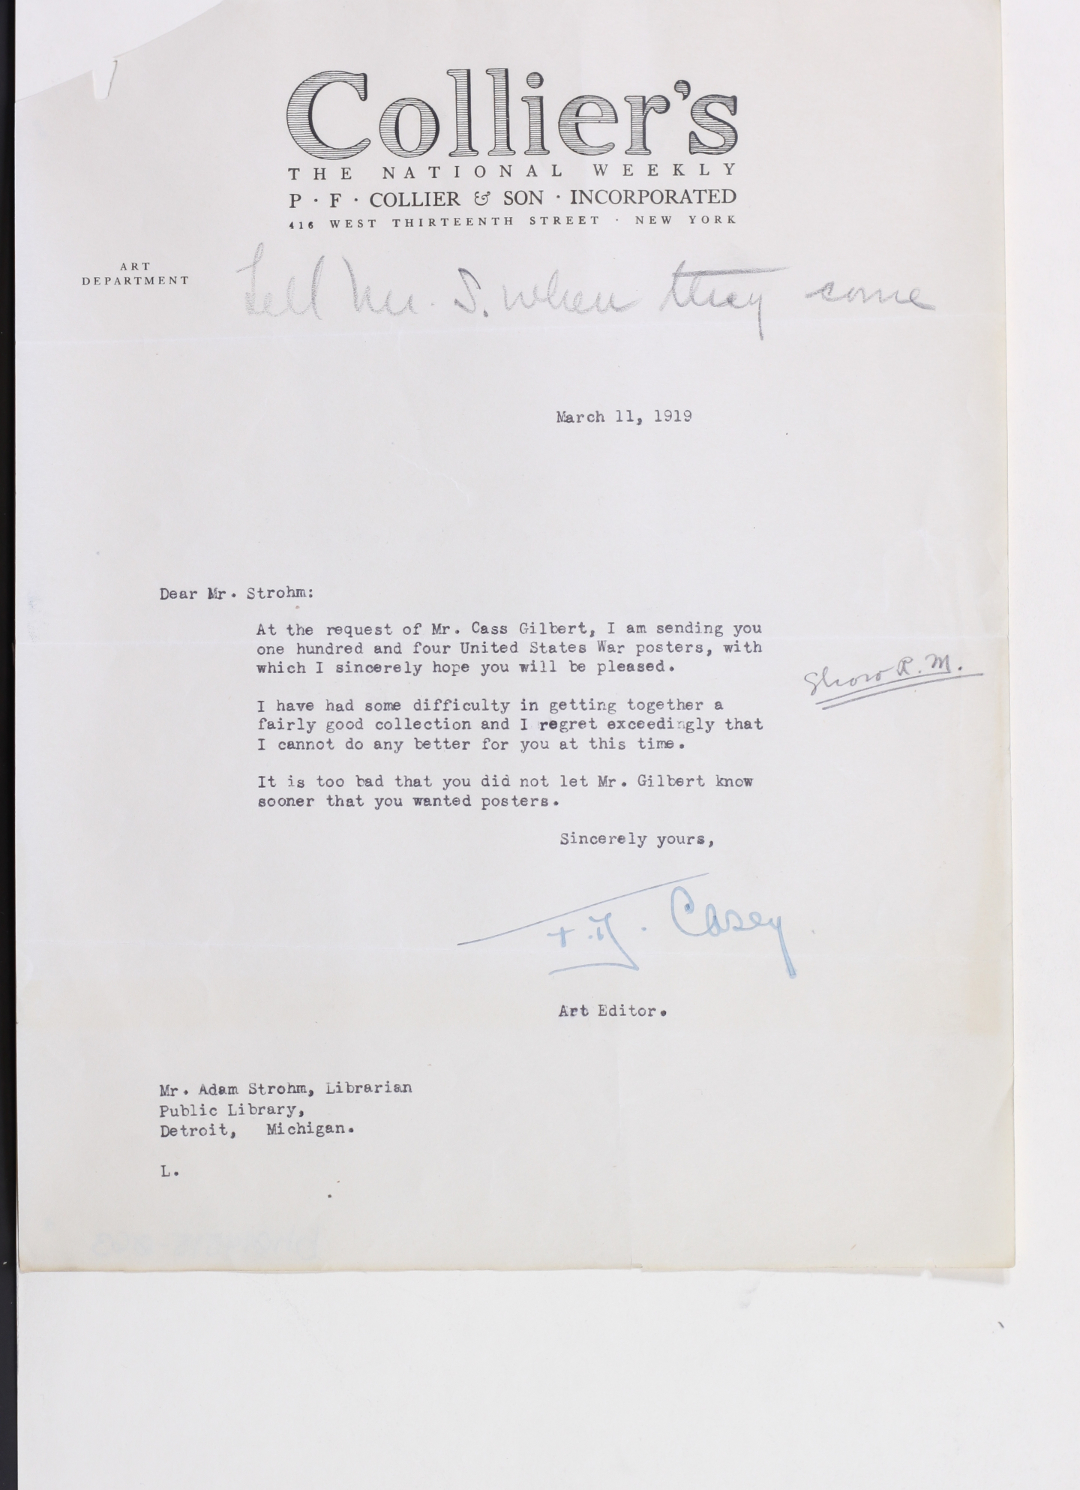 Collier's
THE NATIONAL WEEKLY
P · F · COLLIER & SON · INCORPORATED
416 WEST THIRTEENTH STREET · NEW YORK
ART
DEPARTMENT
Tell Mr. S. when they come
March 11, 1919
Dear Mr. Strohm:
At the request of Mr. Cass Gilbert, I am sending you
one hundred and four United States War posters, with
which I sincerely hope you will be pleased.
Show R. M.
I have had some difficulty in getting together a
fairly good collection and I regret exceedingly that
I cannot do any better for you at this time.
It is too bad that you did not let Mr. Gilbert know
sooner that you wanted posters.
Sincerely yours,
F. J. Casey
Art Editor.
Mr. Adam Strohm, Librarian
Public Library,
Detroit, Michigan.
L.